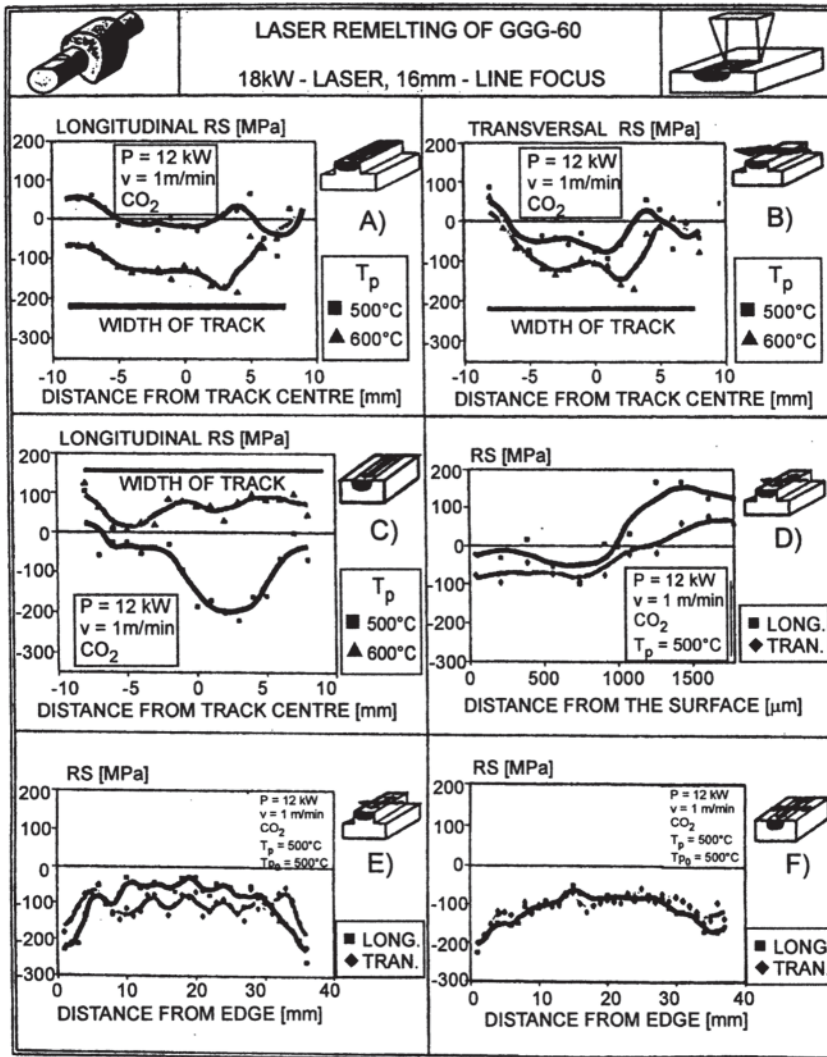 LASER REMELTING OF GGG-60
18kW - LASER, 16mm - LINE FOCUS
LONGITUDINAL RS [MPa]
200
100
0
-100
-200
-300
P = 12 kW
v = 1m/min
CO2
A)
Tp
500°C
600°C
WIDTH OF TRACK
-10 -5 0 5 10
DISTANCE FROM TRACK CENTRE [mm]
TRANSVERSAL RS [MPa]
200
100
0
-100
-200
-300
P = 12 kW
v = 1m/min
CO2
B)
Tp
500°C
600°C
WIDTH OF TRACK
-10 -5 0 5 10
DISTANCE FROM TRACK CENTRE [mm]
LONGITUDINAL RS [MPa]
200
100
0
-100
-200
-300
WIDTH OF TRACK
P = 12 kW
v = 1m/min
CO2
C)
Tp
500°C
600°C
-10 -5 0 5 10
DISTANCE FROM TRACK CENTRE [mm]
RS [MPa]
200
100
0
-100
-200
-300
P = 12 kW
v = 1 m/min
CO2
Tp = 500°C
D)
LONG.
TRAN.
0 500 1000 1500
DISTANCE FROM THE SURFACE [µm]
RS [MPa]
200
100
0
-100
-200
-300
P = 12 kW
v = 1 m/min
CO2
Tp = 500°C
Tp0 = 500°C
E)
LONG.
TRAN.
0 10 20 30 40
DISTANCE FROM EDGE [mm]
RS [MPa]
200
100
0
-100
-200
-300
P = 12 kW
v = 1 m/min
CO2
Tp = 500°C
Tp0 = 500°C
F)
LONG.
TRAN.
0 10 20 30 40
DISTANCE FROM EDGE [mm]